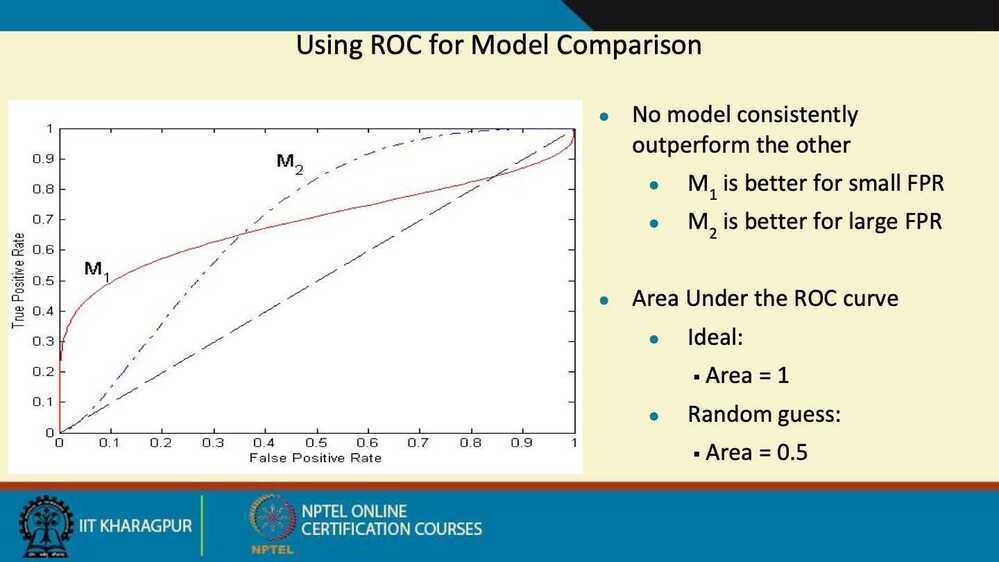 Using ROC for Model Comparison
M2
M1
True Positive Rate
1
0.9
0.8
0.7
0.6
0.5
0.4
0.3
0.2
0.1
0
0 0.1 0.2 0.3 0.4 0.5 0.6 0.7 0.8 0.9 1
False Positive Rate
● No model consistently
outperform the other
● M1 is better for small FPR
● M2 is better for large FPR
● Area Under the ROC curve
● Ideal:
▪ Area = 1
● Random guess:
▪ Area = 0.5
IIT KHARAGPUR
NPTEL
NPTEL ONLINE
CERTIFICATION COURSES